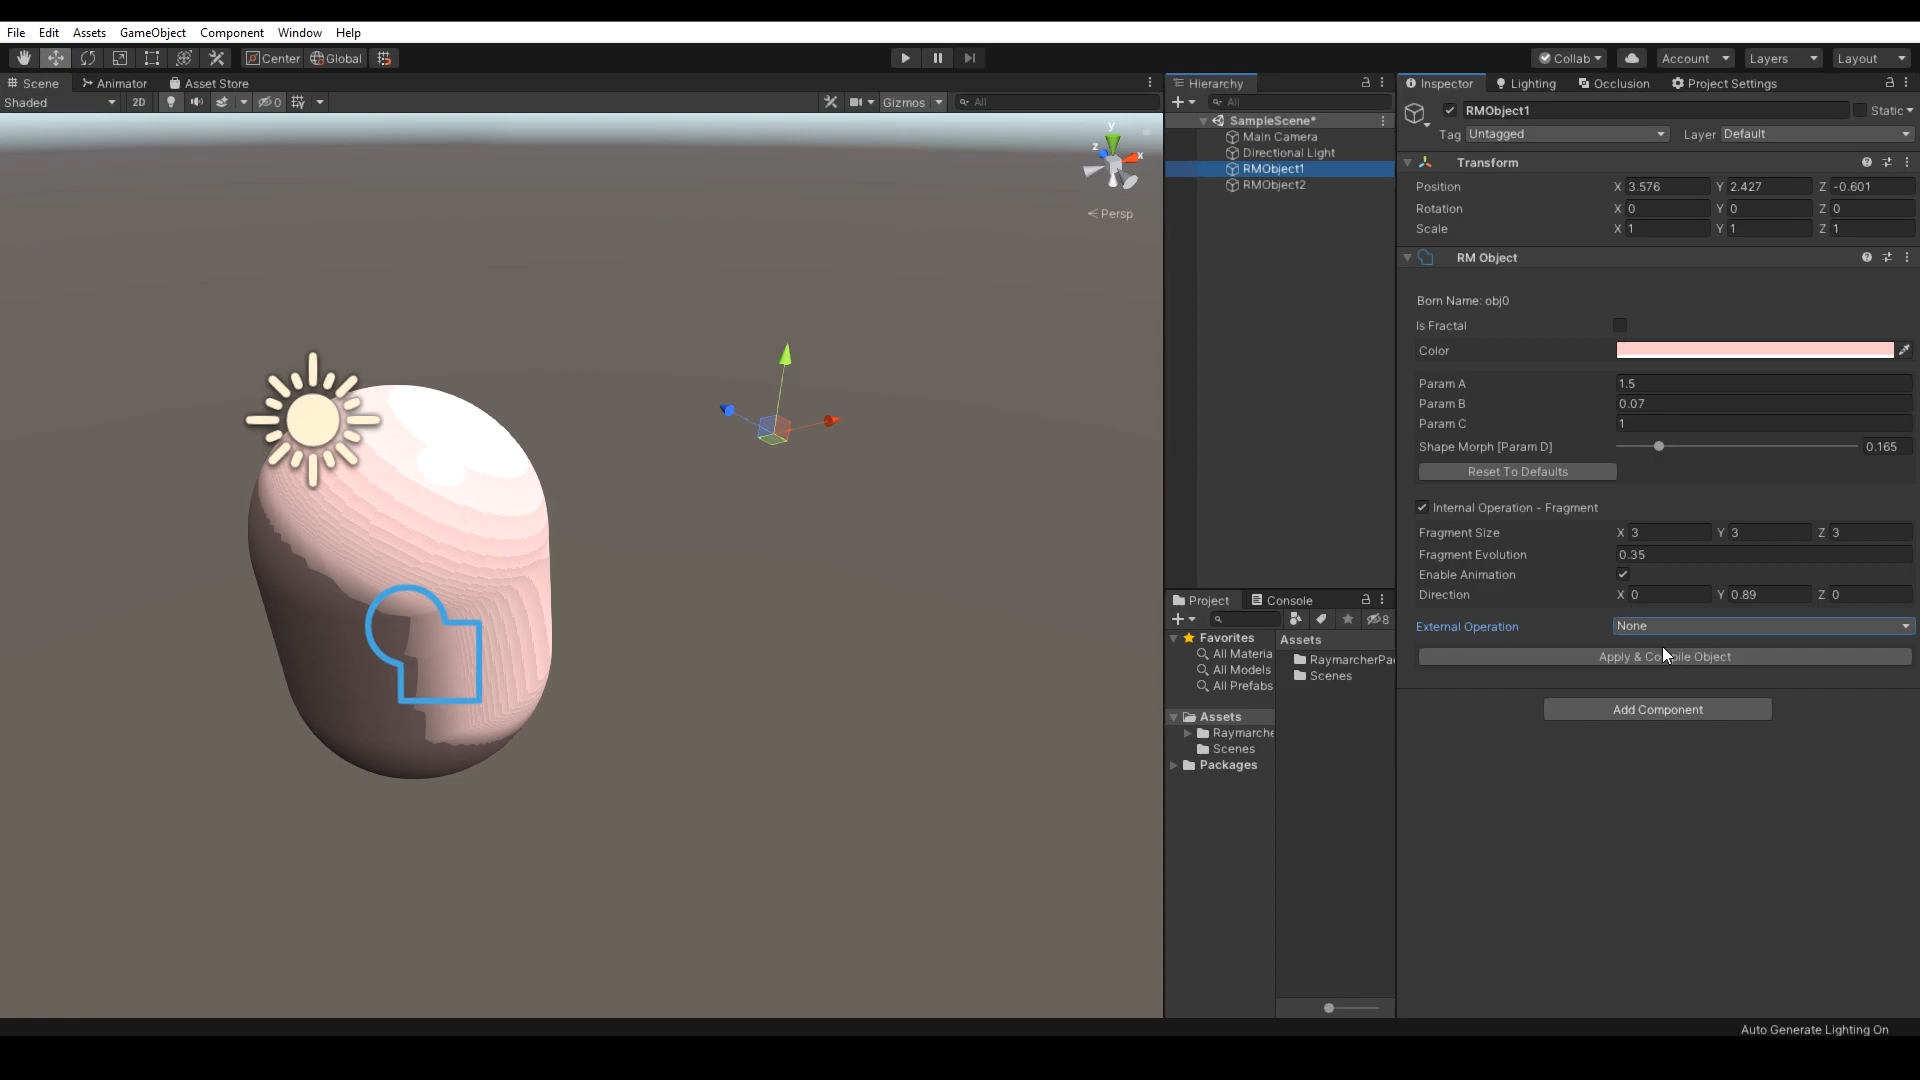 File Edit Assets GameObject Component Window Help
Center Global
Collab Account Layers Layout
Scene Animator Asset Store
Shaded 2D 0 Gizmos All
y
z x
Persp
Hierarchy
All
SampleScene*
Main Camera
Directional Light
RMObject1
RMObject2
Project Console
8
Favorites
All Materia
All Models
All Prefabs
Assets
Raymarche
Scenes
Packages
Assets
RaymarcherPac
Scenes
Inspector Lighting Occlusion Project Settings
RMObject1 Static
Tag Untagged Layer Default
Transform
Position X 3.576 Y 2.427 Z -0.601
Rotation X 0 Y 0 Z 0
Scale X 1 Y 1 Z 1
RM Object
Born Name: obj0
Is Fractal
Color
Param A 1.5
Param B 0.07
Param C 1
Shape Morph [Param D] 0.165
Reset To Defaults
Internal Operation - Fragment
Fragment Size X 3 Y 3 Z 3
Fragment Evolution 0.35
Enable Animation
Direction X 0 Y 0.89 Z 0
External Operation None
Apply & Compile Object
Add Component
Auto Generate Lighting On